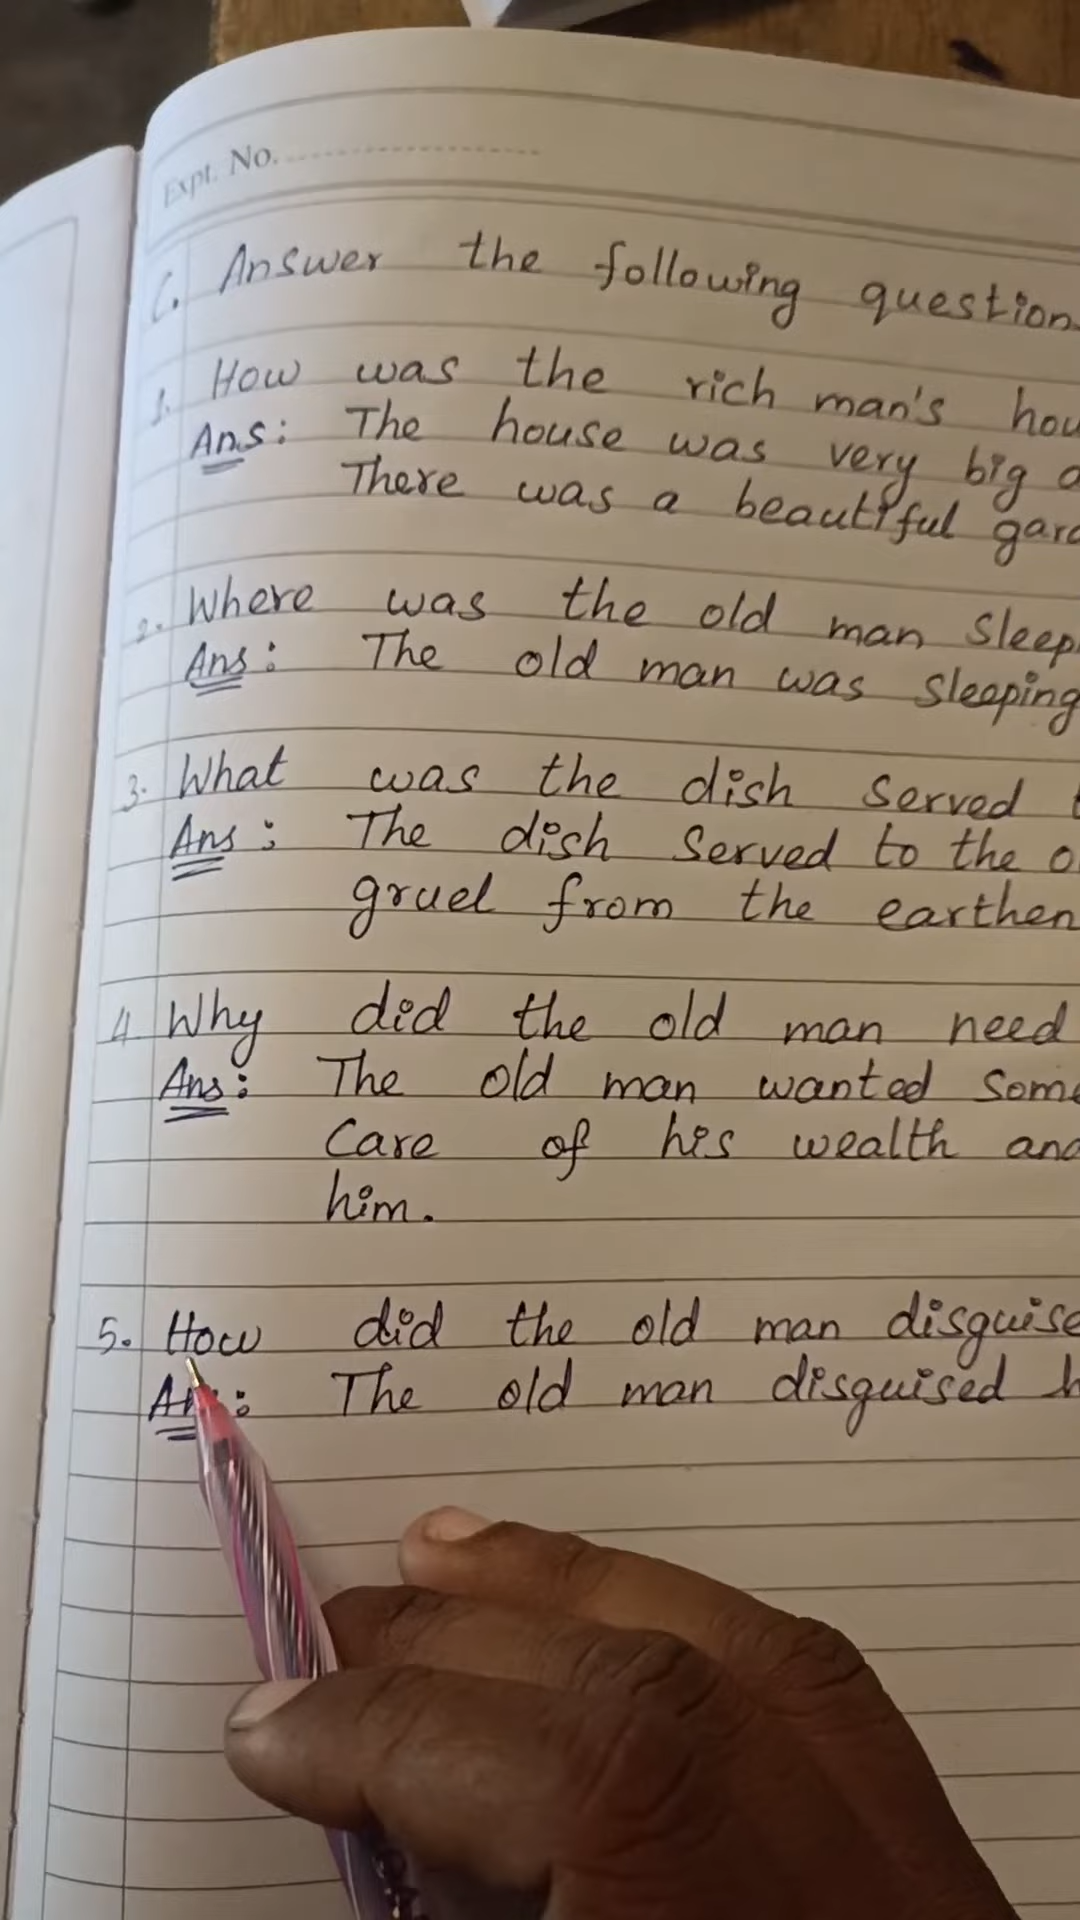 Expt. No.
C. Answer the following question
1. How was the rich man's hou
Ans: The house was very big a
There was a beautiful gard
2. Where was the old man sleep
Ans: The old man was sleeping
3. What was the dish served t
Ans: The dish served to the o
gruel from the earthen
4. Why did the old man need
Ans: The old man wanted some
care of his wealth and
him.
5. How did the old man disguise
Ans: The old man disguised h